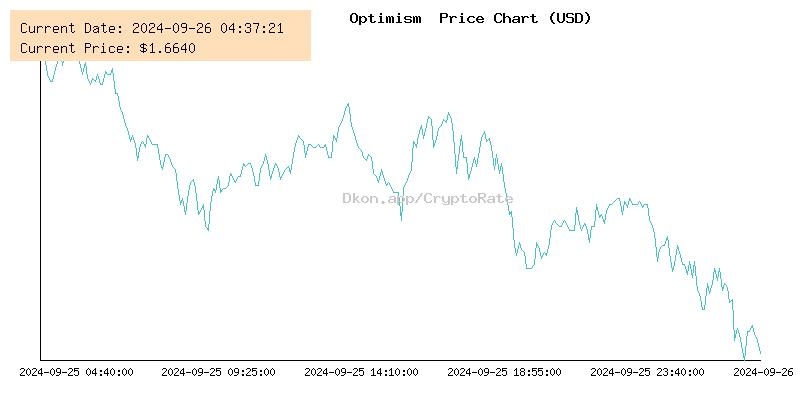 Optimism  Price Chart (USD)
Current Date: 2024-09-26 04:37:21
Current Price: $1.6640
Dkon.app/CryptoRate
2024-09-25 04:40:00 2024-09-25 09:25:00 2024-09-25 14:10:00 2024-09-25 18:55:00 2024-09-25 23:40:00 2024-09-26